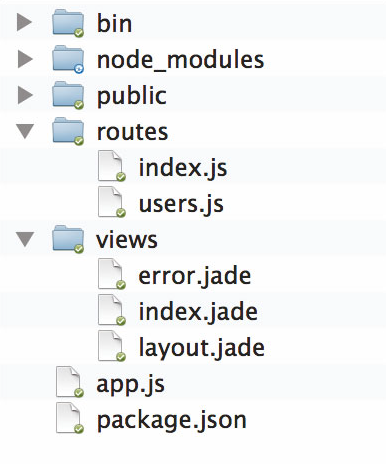 bin
node_modules
public
routes
index.js
users.js
views
error.jade
index.jade
layout.jade
app.js
package.json